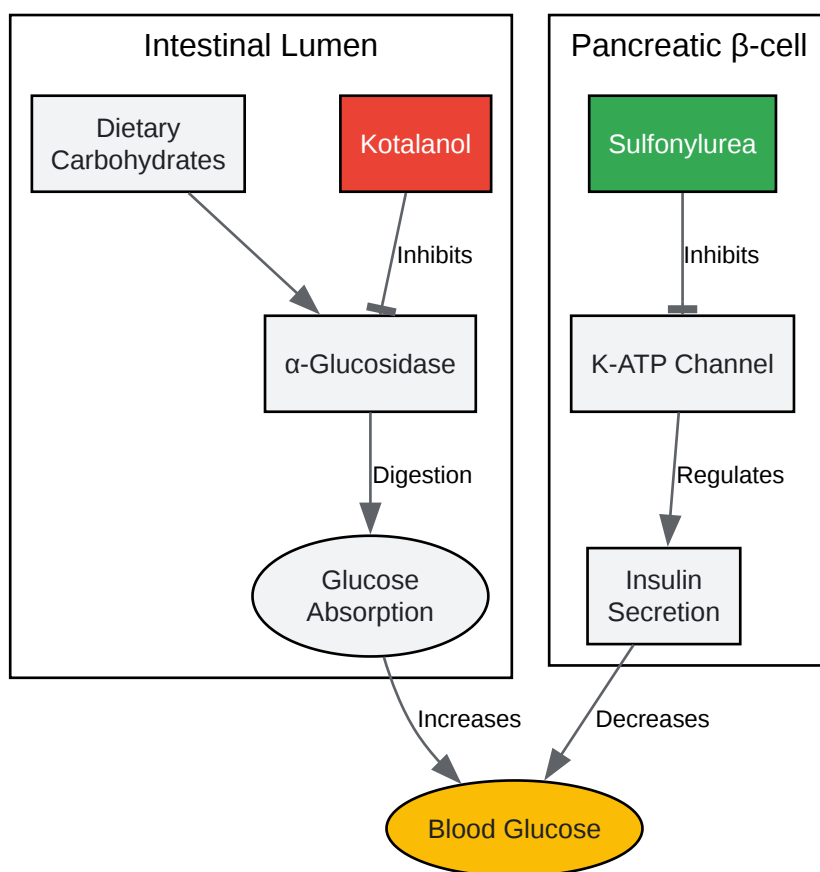 Intestinal Lumen
Pancreatic β-cell
Dietary
Carbohydrates
Kotalanol
Sulfonylurea
Inhibits
Inhibits
α-Glucosidase
K-ATP Channel
Digestion
Regulates
Glucose
Absorption
Insulin
Secretion
Increases
Decreases
Blood Glucose